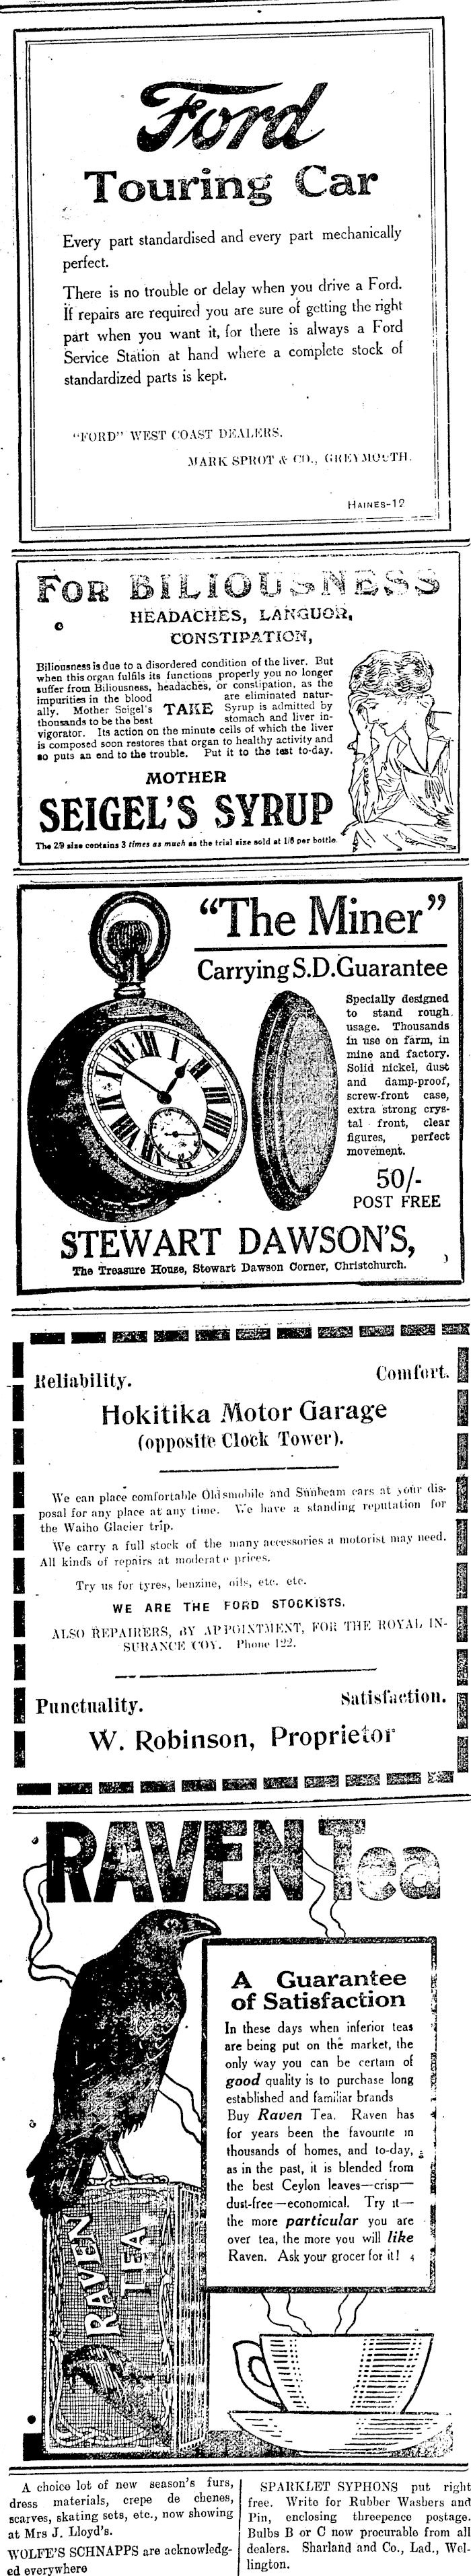 Ford
Touring Car
Every part standardised and every part mechanically
perfect.
There is no trouble or delay when you drive a Ford.
If repairs are required you are sure of getting the right
part when you want it, for there is always a Ford
Service Station at hand where a complete stock of
standardized parts is kept.
"FORD" WEST COAST DEALERS.
MARK SPROT & CO., GREYMOUTH.
HAINES-12
FOR BILIOUSNESS
HEADACHES, LANGUOR,
CONSTIPATION,
Biliousness is due to a disordered condition of the liver. But
when this organ fulfils its functions properly you no longer
suffer from Biliousness, headaches, or constipation, as the
impurities in the blood are eliminated natur-
ally. Mother Seigel's TAKE Syrup is admitted by
thousands to be the best stomach and liver in-
vigorator. Its action on the minute cells of which the liver
is composed soon restores that organ to healthy activity and
so puts an end to the trouble. Put it to the test to-day.
MOTHER
SEIGEL'S SYRUP
The 2/9 size contains 3 times as much as the trial size sold at 1/6 per bottle.
"The Miner"
Carrying S.D. Guarantee
Specially designed
to stand rough
usage. Thousands
in use on farm, in
mine and factory.
Solid nickel, dust
and damp-proof,
screw-front case,
extra strong crys-
tal front, clear
figures, perfect
movement.
50/-
POST FREE
STEWART DAWSON'S,
The Treasure House, Stewart Dawson Corner, Christchurch.
Reliability. Comfort.
Hokitika Motor Garage
(opposite Clock Tower).
We can place comfortable Oldsmobile and Sunbeam cars at your dis-
posal for any place at any time. We have a standing reputation for
the Waiho Glacier trip.
We carry a full stock of the many accessories a motorist may need.
All kinds of repairs at moderate prices.
Try us for tyres, benzine, oils, etc. etc.
WE ARE THE FORD STOCKISTS.
ALSO REPAIRERS, BY APPOINTMENT, FOR THE ROYAL IN-
SURANCE COY. Phone 122.
Punctuality. Satisfaction.
W. Robinson, Proprietor
RAVEN Tea
A Guarantee
of Satisfaction
In these days when inferior teas
are being put on the market, the
only way you can be certain of
good quality is to purchase long
established and familiar brands
Buy Raven Tea. Raven has
for years been the favourite in
thousands of homes, and to-day,
as in the past, it is blended from
the best Ceylon leaves—crisp—
dust-free—economical. Try it—
the more particular you are
over tea, the more you will like
Raven. Ask your grocer for it! 4
RAVEN
TEA.
A choice lot of new season's furs,
dress materials, crepe de chenes,
scarves, skating sets, etc., now showing
at Mrs J. Lloyd's.
WOLFE'S SCHNAPPS are acknowledg-
ed everywhere
SPARKLET SYPHONS put right
free. Write for Rubber Washers and
Pin, enclosing threepence postage.
Bulbs B or C now procurable from all
dealers. Sharland and Co., Lad., Wel-
lington.